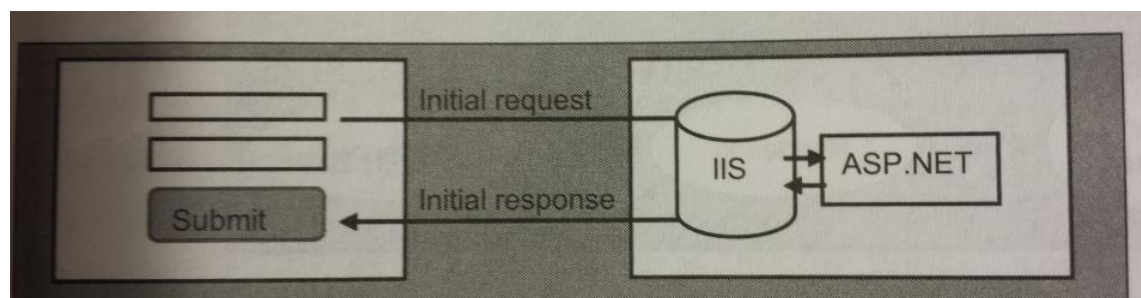 Initial request
IIS
ASP.NET
Initial response
Submit